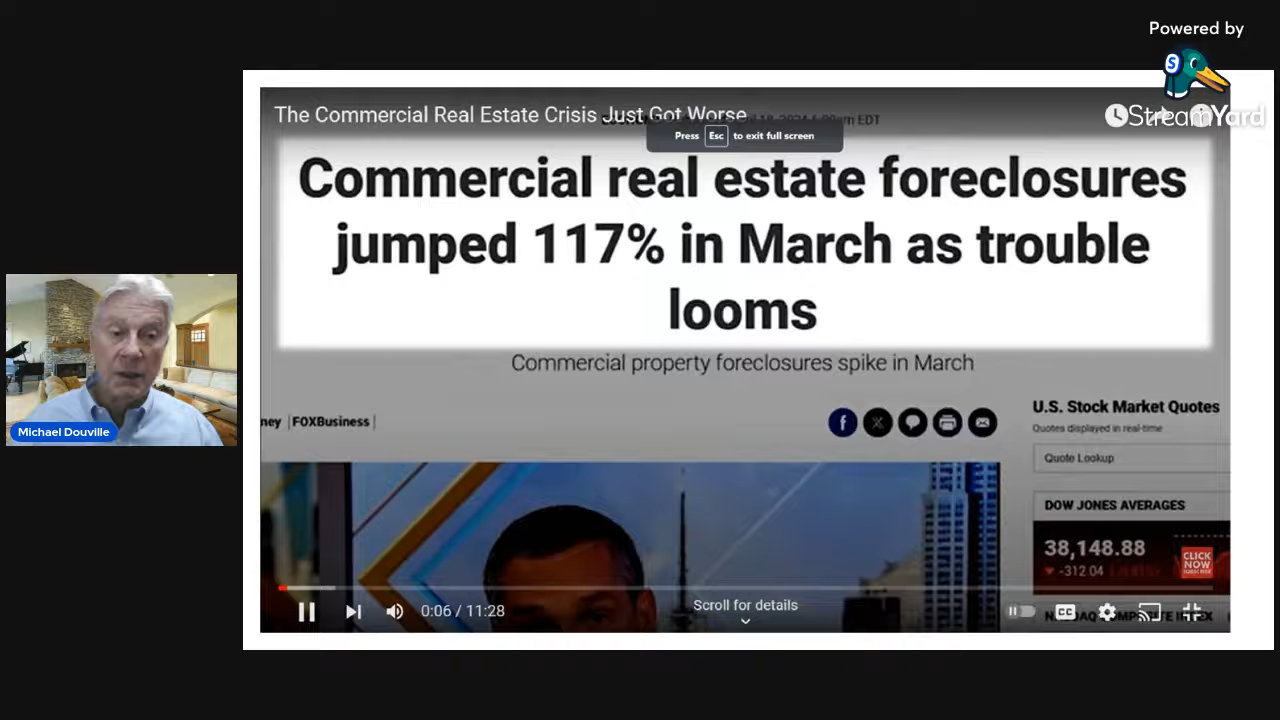 Powered by
StreamYard
The Commercial Real Estate Crisis Just Got Worse
Press Esc to exit full screen
Commercial real estate foreclosures
jumped 117% in March as trouble
looms
Commercial property foreclosures spike in March
ney | FOXBusiness |
U.S. Stock Market Quotes
Quotes displayed in real-time
Quote Lookup
DOW JONES AVERAGES
38,148.88
-312.04
CLICK
NOW
Michael Douville
0:06 / 11:28
Scroll for details
CC